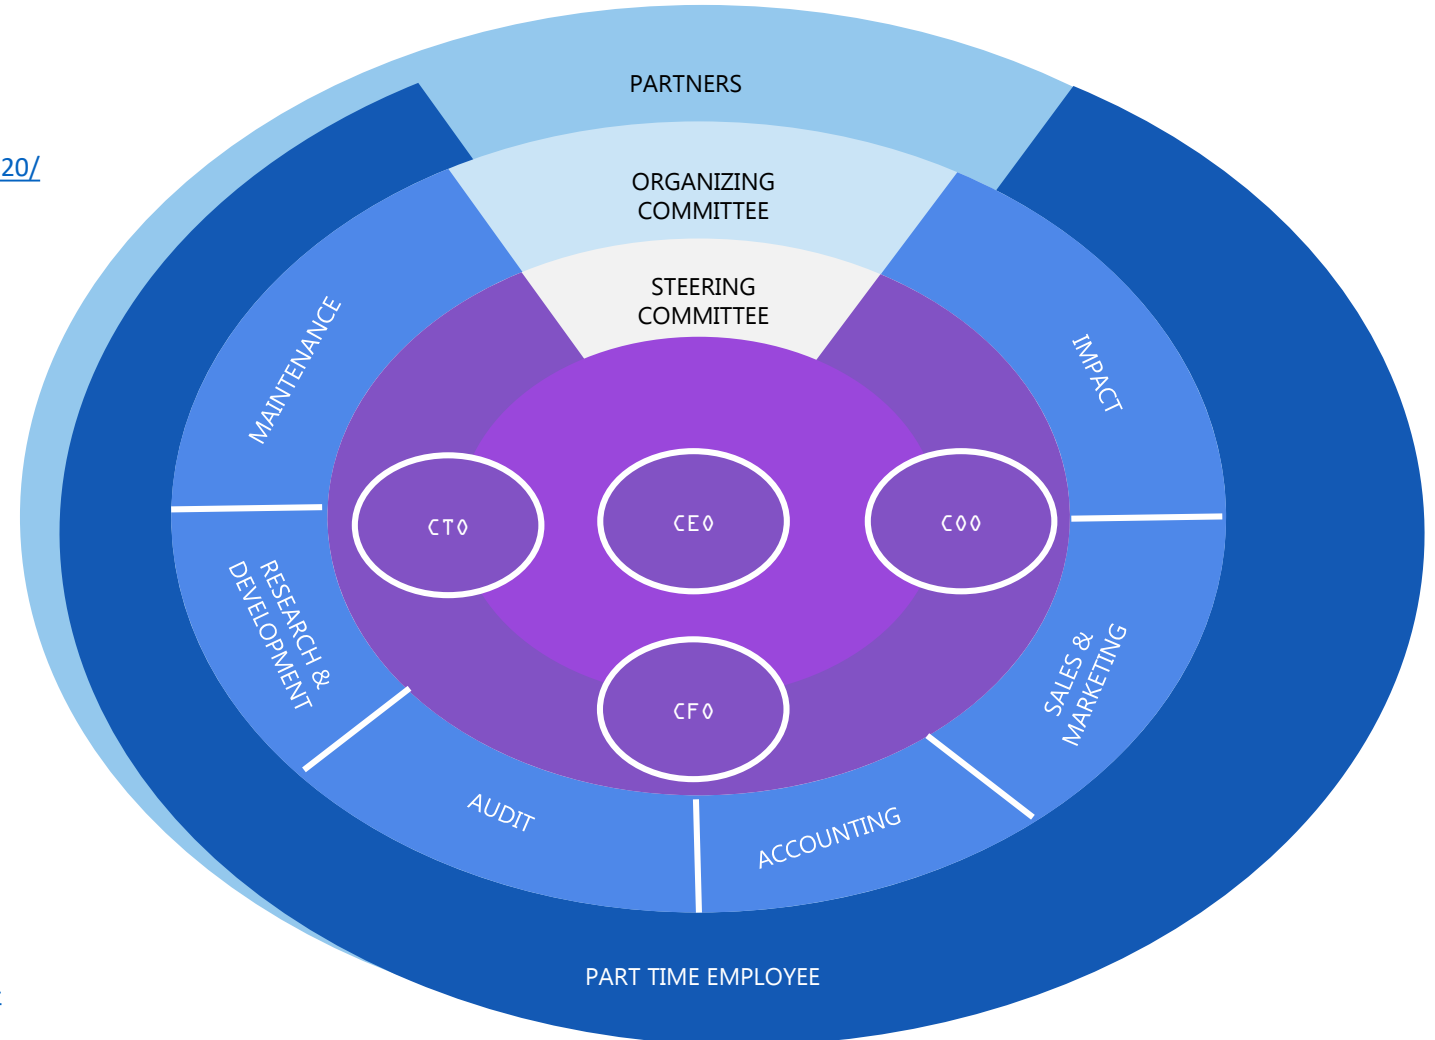 PARTNERS
20/
ORGANIZING
COMMITTEE
STEERING
COMMITTEE
MAINTENANCE
IMPACT
CTO
CEO
COO
RESEARCH &
DEVELOPMENT
SALES &
MARKETING
CFO
AUDIT
ACCOUNTING
PART TIME EMPLOYEE